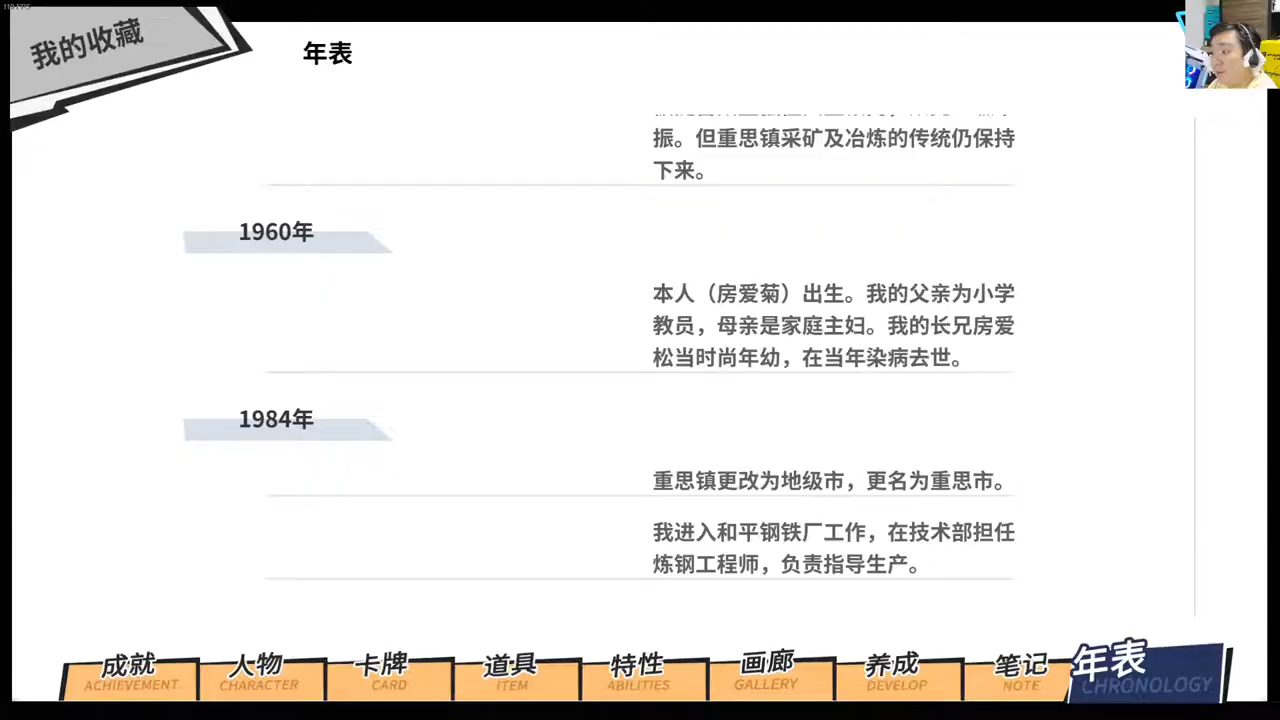 我的收藏
年表
振。但重思镇采矿及冶炼的传统仍保持
下来。
1960年
本人（房爱菊）出生。我的父亲为小学
教员，母亲是家庭主妇。我的长兄房爱
松当时尚年幼，在当年染病去世。
1984年
重思镇更改为地级市，更名为重思市。
我进入和平钢铁厂工作，在技术部担任
炼钢工程师，负责指导生产。
成就
ACHIEVEMENT
人物
CHARACTER
卡牌
CARD
道具
ITEM
特性
ABILITIES
画廊
GALLERY
养成
DEVELOP
笔记
NOTE
年表
CHRONOLOGY